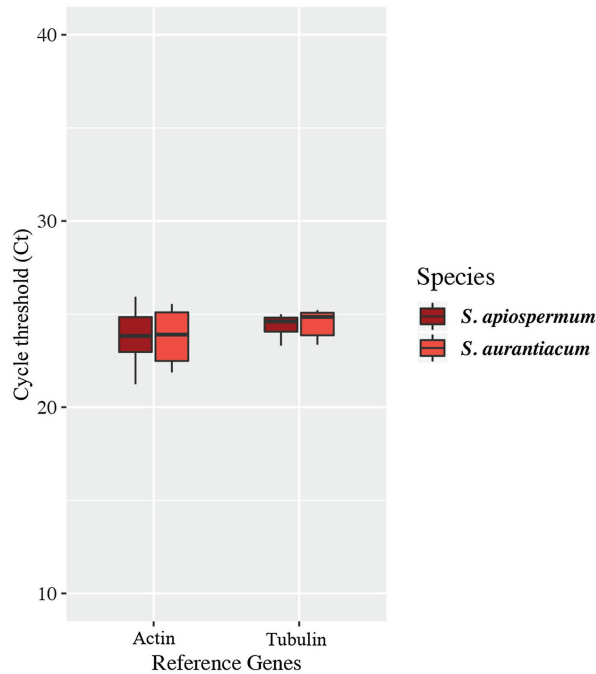 40
30
20
10
Cycle threshold (Ct)
Actin
Tubulin
Reference Genes
Species
S. apiospermum
S. aurantiacum